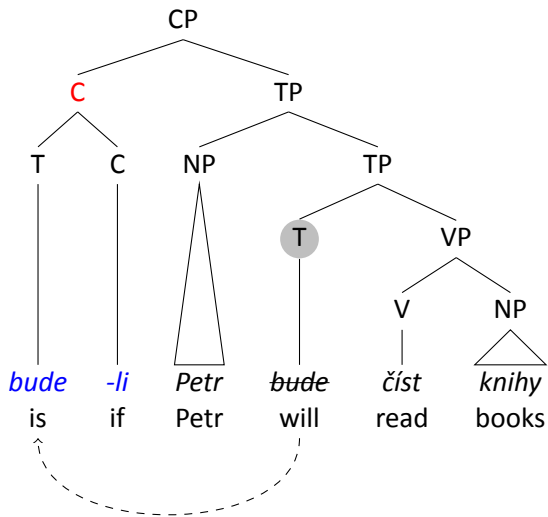 CP
C TP
T C NP TP
T VP
V NP
bude -li Petr bude číst knihy
is if Petr will read books